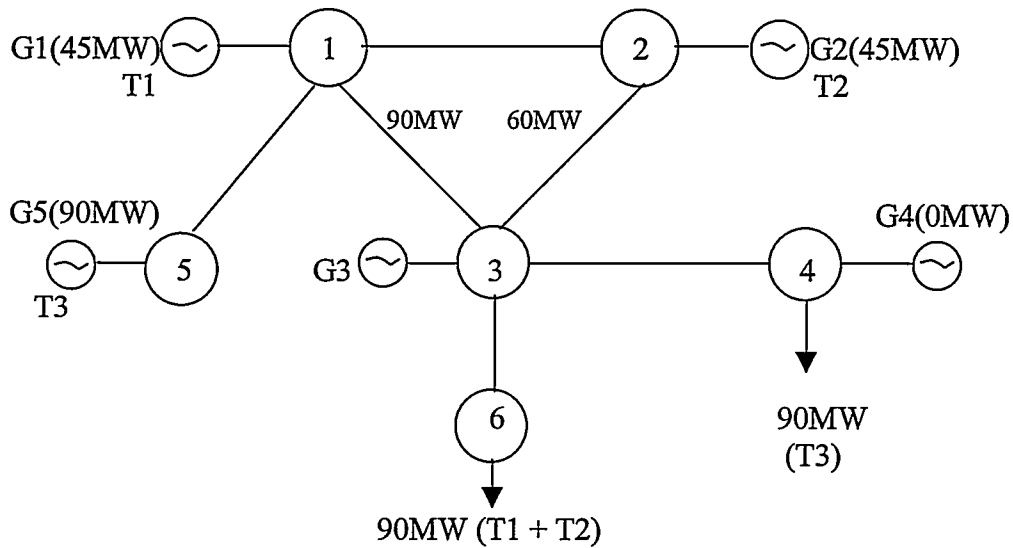 G1(45MW)
T1
1
2
G2(45MW)
T2
90MW
60MW
G5(90MW)
T3
5
G3
3
4
G4(0MW)
6
90MW
(T3)
90MW (T1 + T2)